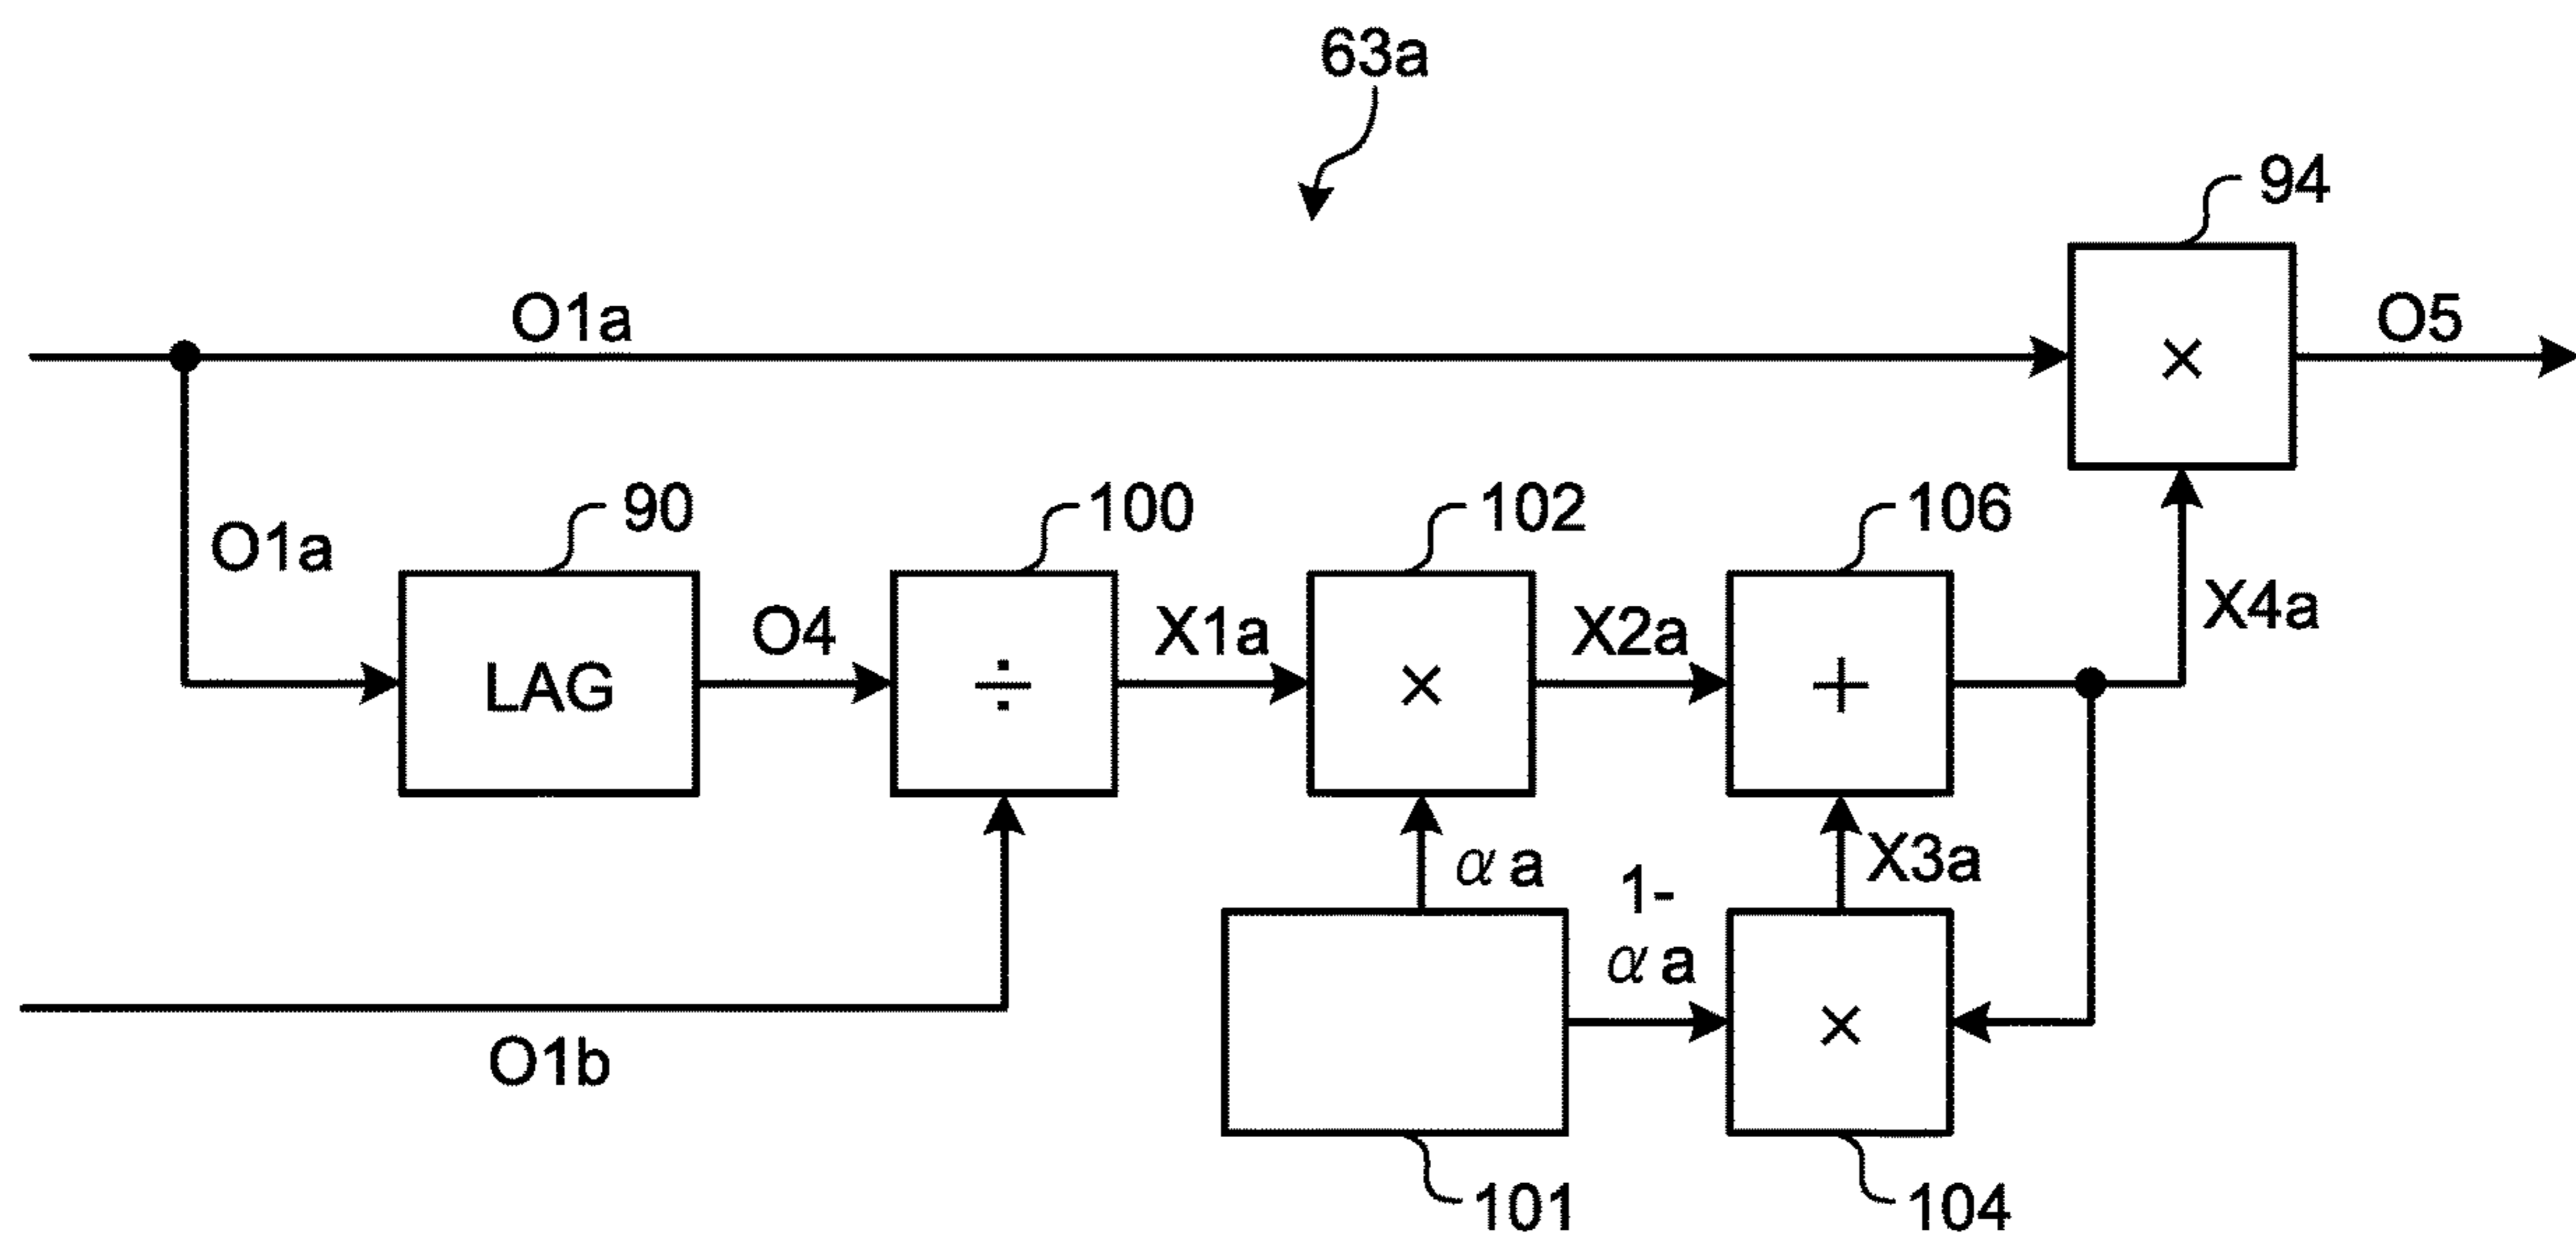 63a
94
O1a
O5
×
90
100
102
106
O1a
O4
X1a
X2a
X4a
LAG
÷
×
+
αa
1-
αa
X3a
×
O1b
101
104